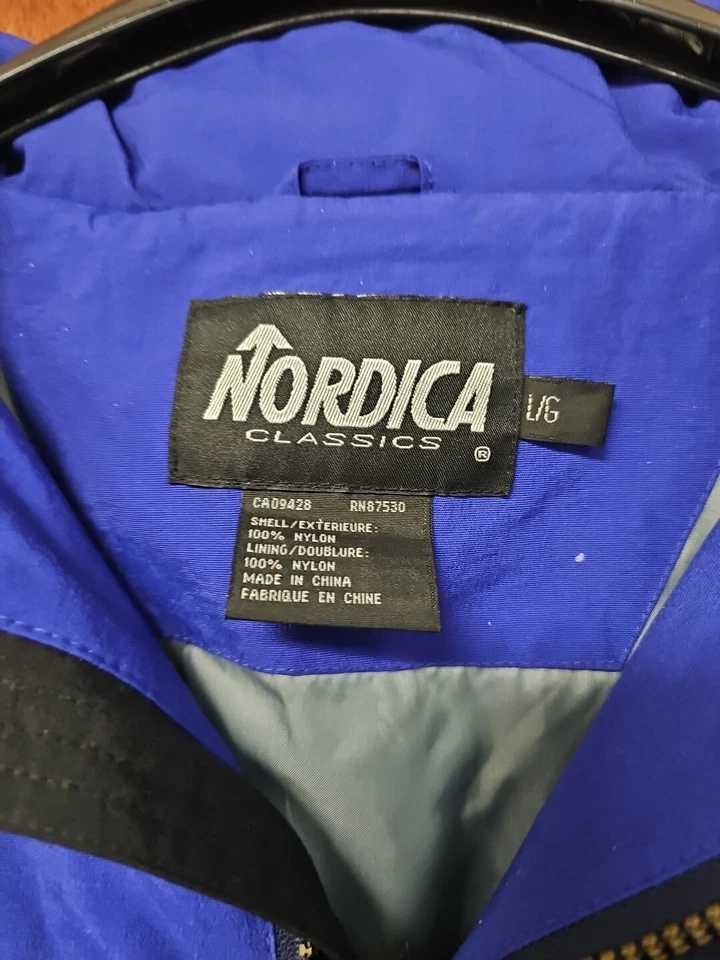 NORDICA
CLASSICS
®
L/G
CA09428 RN87530
SHELL/EXTERIEURE:
100% NYLON
LINING/DOUBLURE:
100% NYLON
MADE IN CHINA
FABRIQUE EN CHINE